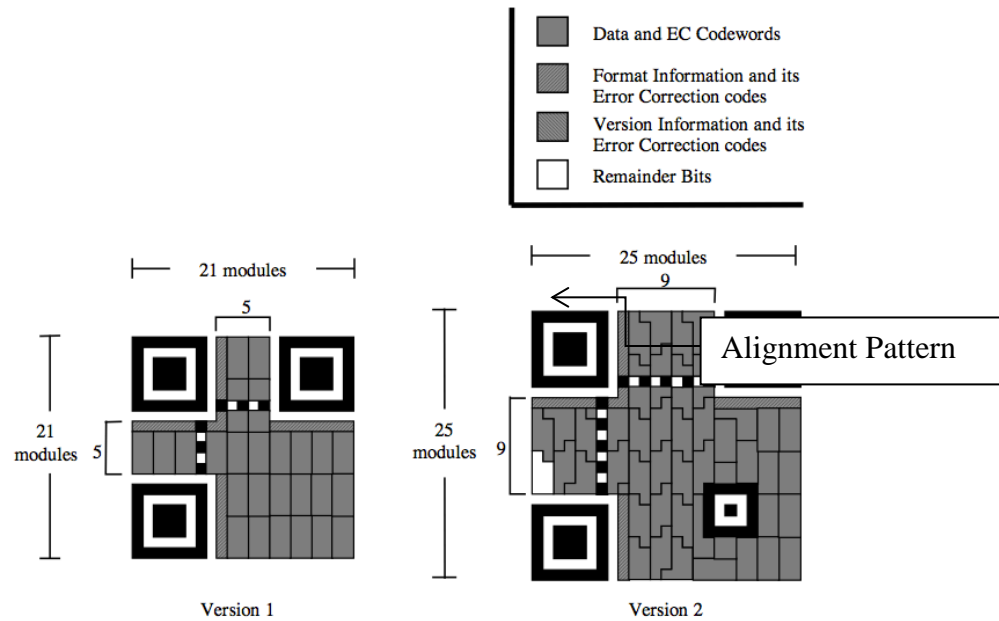 Data and EC Codewords
Format Information and its
Error Correction codes
Version Information and its
Error Correction codes
Remainder Bits
21 modules
5
21
modules
5
Version 1
25 modules
9
Alignment Pattern
25
modules
9
Version 2